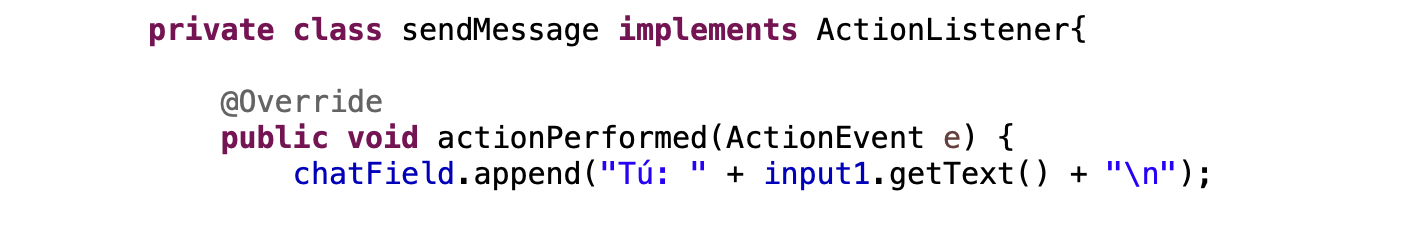 private class sendMessage implements ActionListener{
@Override
public void actionPerformed(ActionEvent e) {
chatField.append("Tú: " + input1.getText() + "\n");